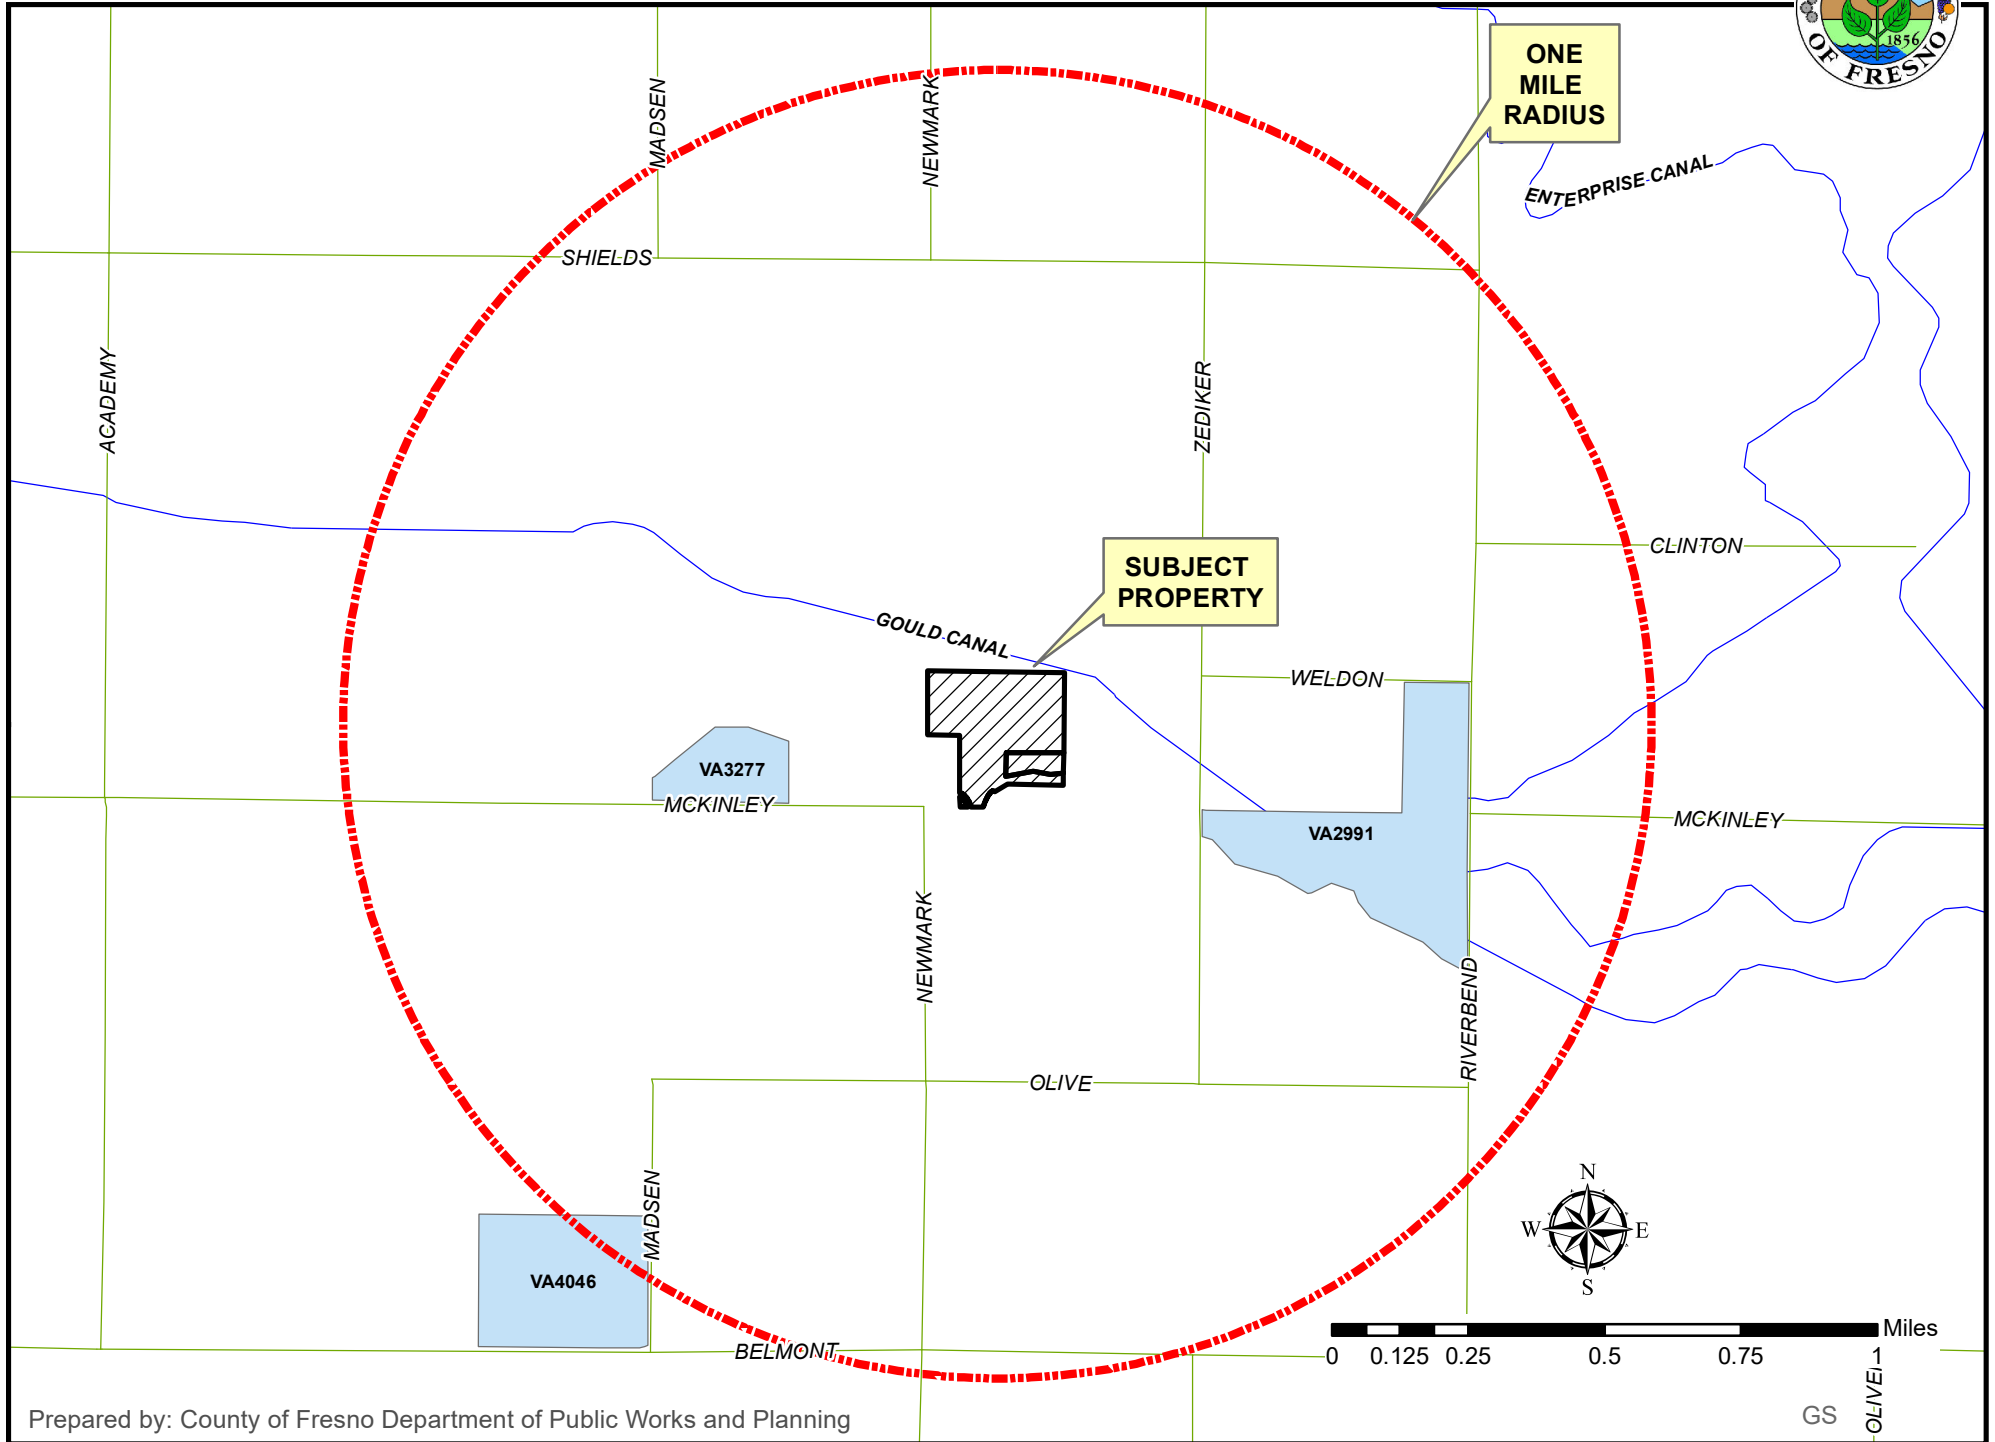 1856
OF FRESNO
ONE
MILE
RADIUS
MADSEN
NEWMARK
ENTERPRISE CANAL
SHIELDS
ACADEMY
ZEDIKER
CLINTON
SUBJECT
PROPERTY
GOULD CANAL
WELDON
VA3277
MCKINLEY
VA2991
MCKINLEY
NEWMARK
RIVERBEND
OLIVE
MADSEN
N
W
E
S
VA4046
BELMONT
Miles
0 0.125 0.25 0.5 0.75 1
OLIVE
Prepared by: County of Fresno Department of Public Works and Planning
GS